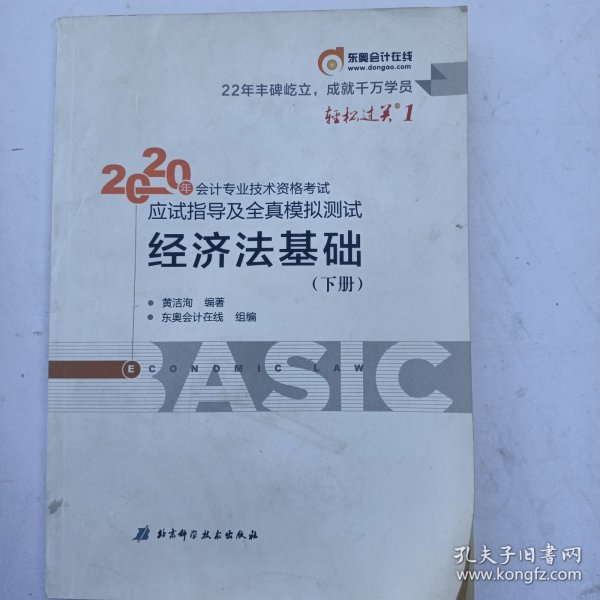 东奥会计在线
www.dongao.com
22年丰碑屹立，成就千万学员
轻松过关®1
2020年会计专业技术资格考试
应试指导及全真模拟测试
经济法基础
（下册）
● 黄洁洵 编著
● 东奥会计在线 组编
BASIC
ECONOMIC LAW
北京科学技术出版社
孔夫子旧书网
www.kongfz.com